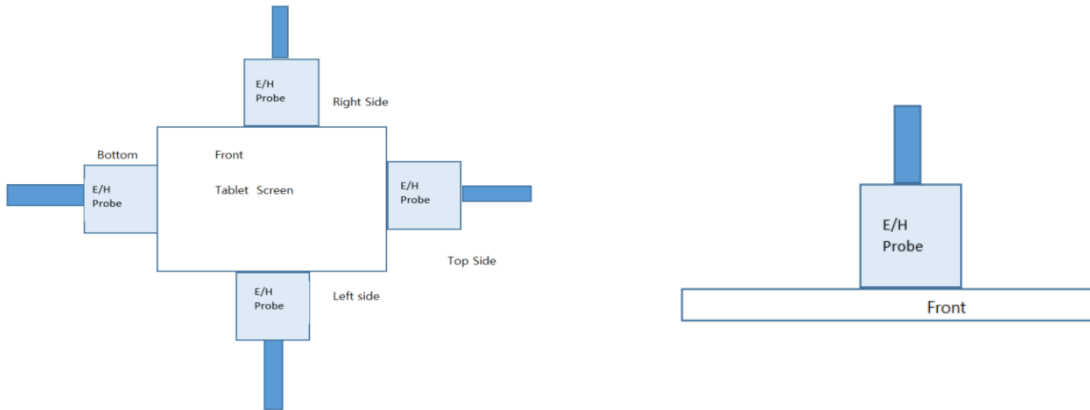 E/H
Probe
Right Side
Bottom
Front
E/H
Probe
Tablet Screen
E/H
Probe
Top Side
E/H
Probe
Left side
E/H
Probe
Front